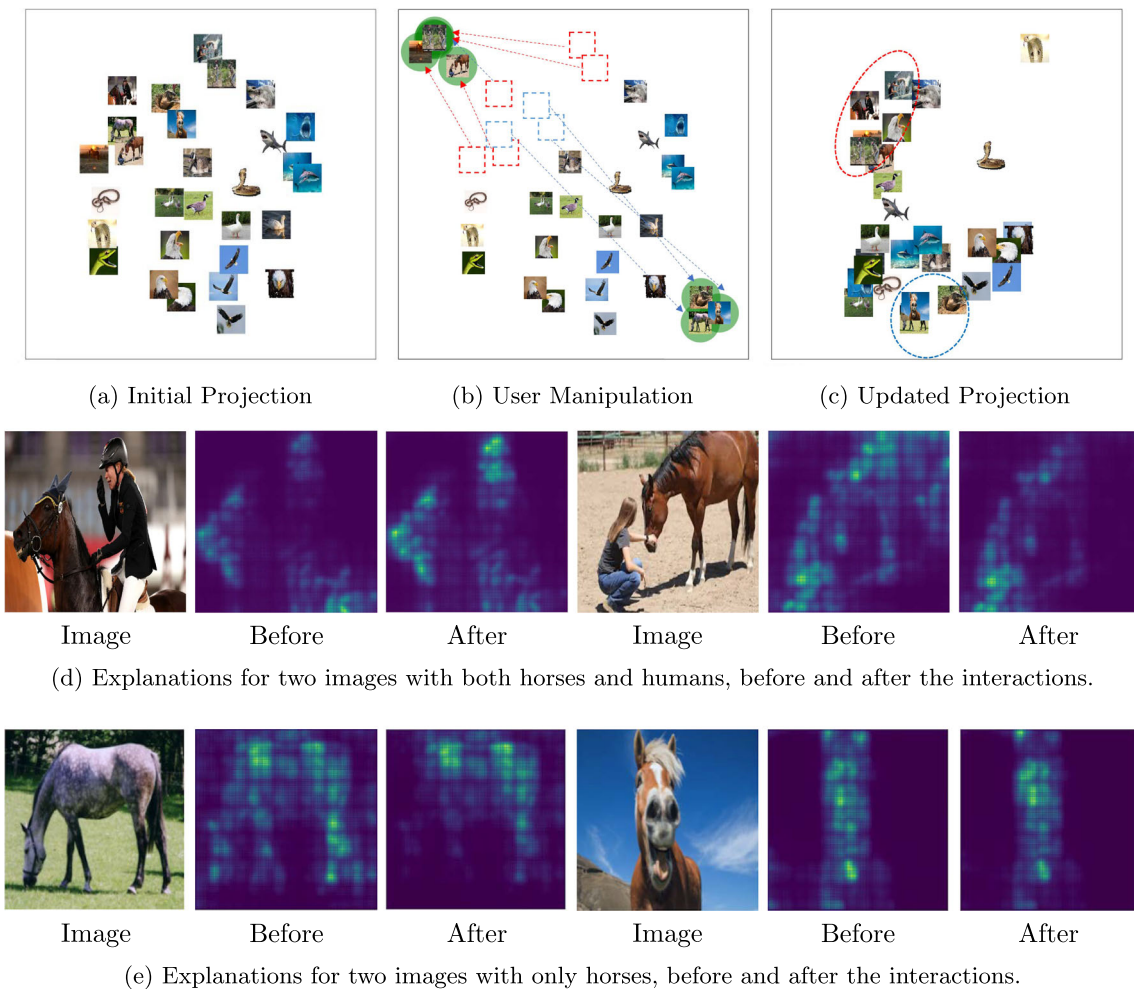 (a) Initial Projection
(b) User Manipulation
(c) Updated Projection
Image
Before
After
Image
Before
After
(d) Explanations for two images with both horses and humans, before and after the interactions.
Image
Before
After
Image
Before
After
(e) Explanations for two images with only horses, before and after the interactions.